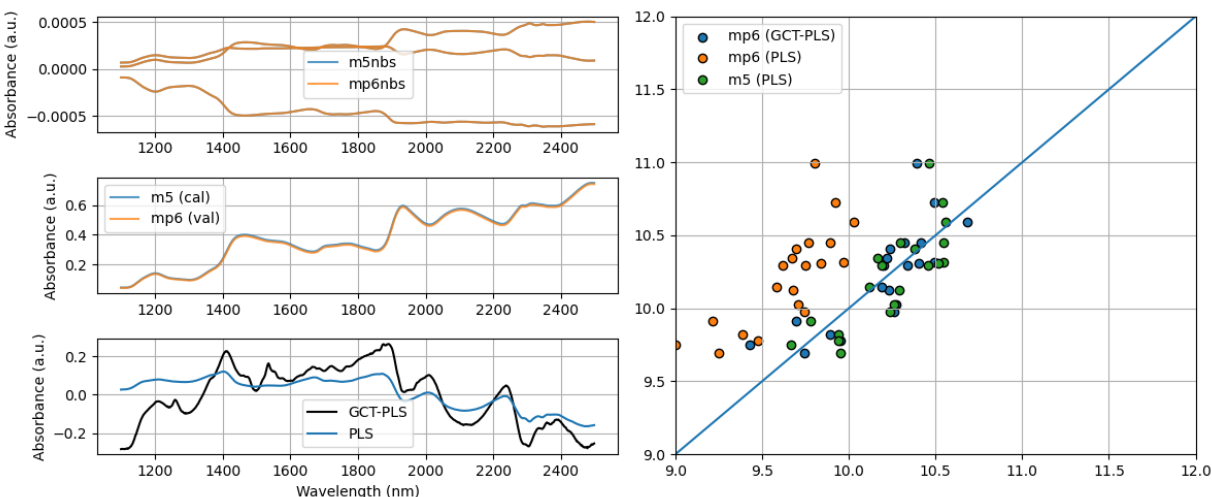 0.0005
0.0000
−0.0005
Absorbance (a.u.)
m5nbs
mp6nbs
1200 1400 1600 1800 2000 2200 2400
0.6
0.4
0.2
Absorbance (a.u.)
m5 (cal)
mp6 (val)
1200 1400 1600 1800 2000 2200 2400
0.2
0.0
−0.2
Absorbance (a.u.)
GCT-PLS
PLS
1200 1400 1600 1800 2000 2200 2400
Wavelength (nm)
12.0
11.5
11.0
10.5
10.0
9.5
9.0
mp6 (GCT-PLS)
mp6 (PLS)
m5 (PLS)
9.0 9.5 10.0 10.5 11.0 11.5 12.0